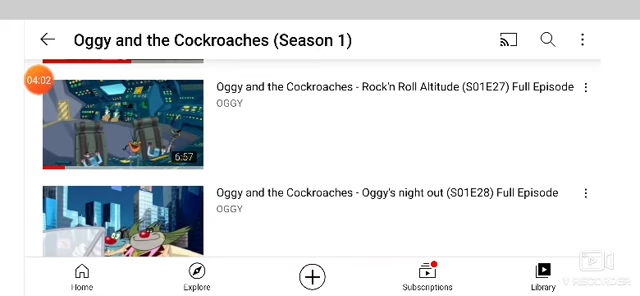 Oggy and the Cockroaches (Season 1)
04:02
Oggy and the Cockroaches - Rock'n Roll Altitude (S01E27) Full Episode
OGGY
6:57
Oggy and the Cockroaches - Oggy's night out (S01E28) Full Episode
OGGY
Home
Explore
Subscriptions
Library
V RECORDER